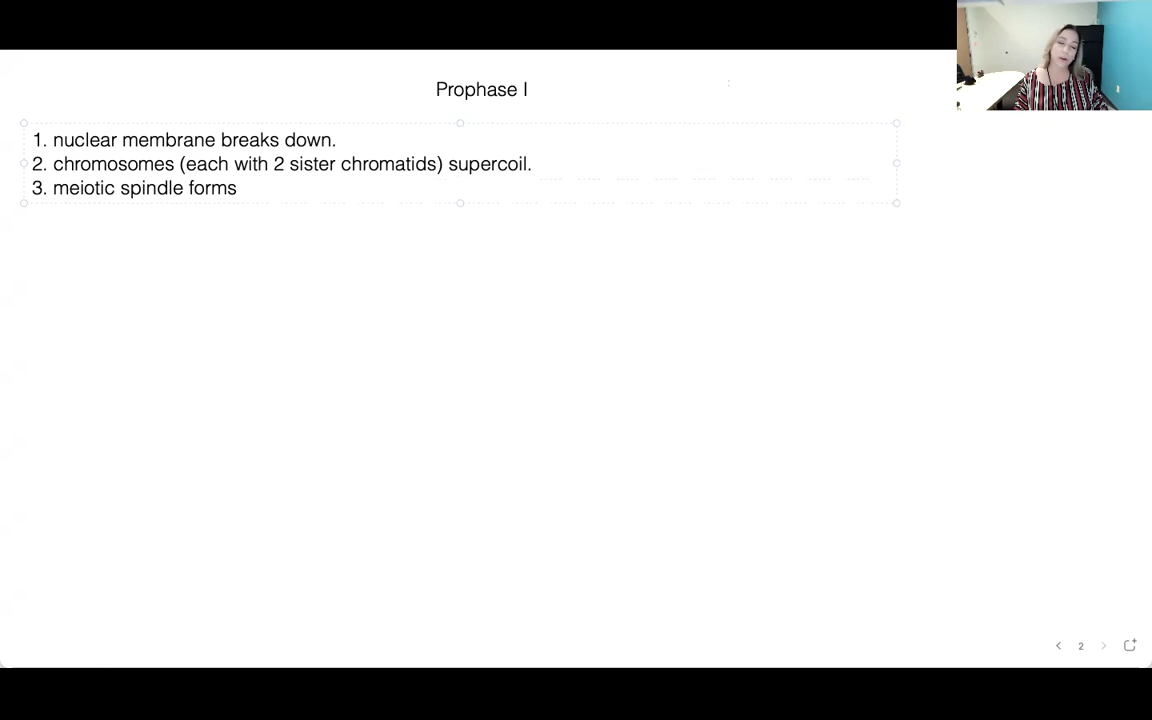 Prophase I
1. nuclear membrane breaks down.
2. chromosomes (each with 2 sister chromatids) supercoil.
3. meiotic spindle forms
2